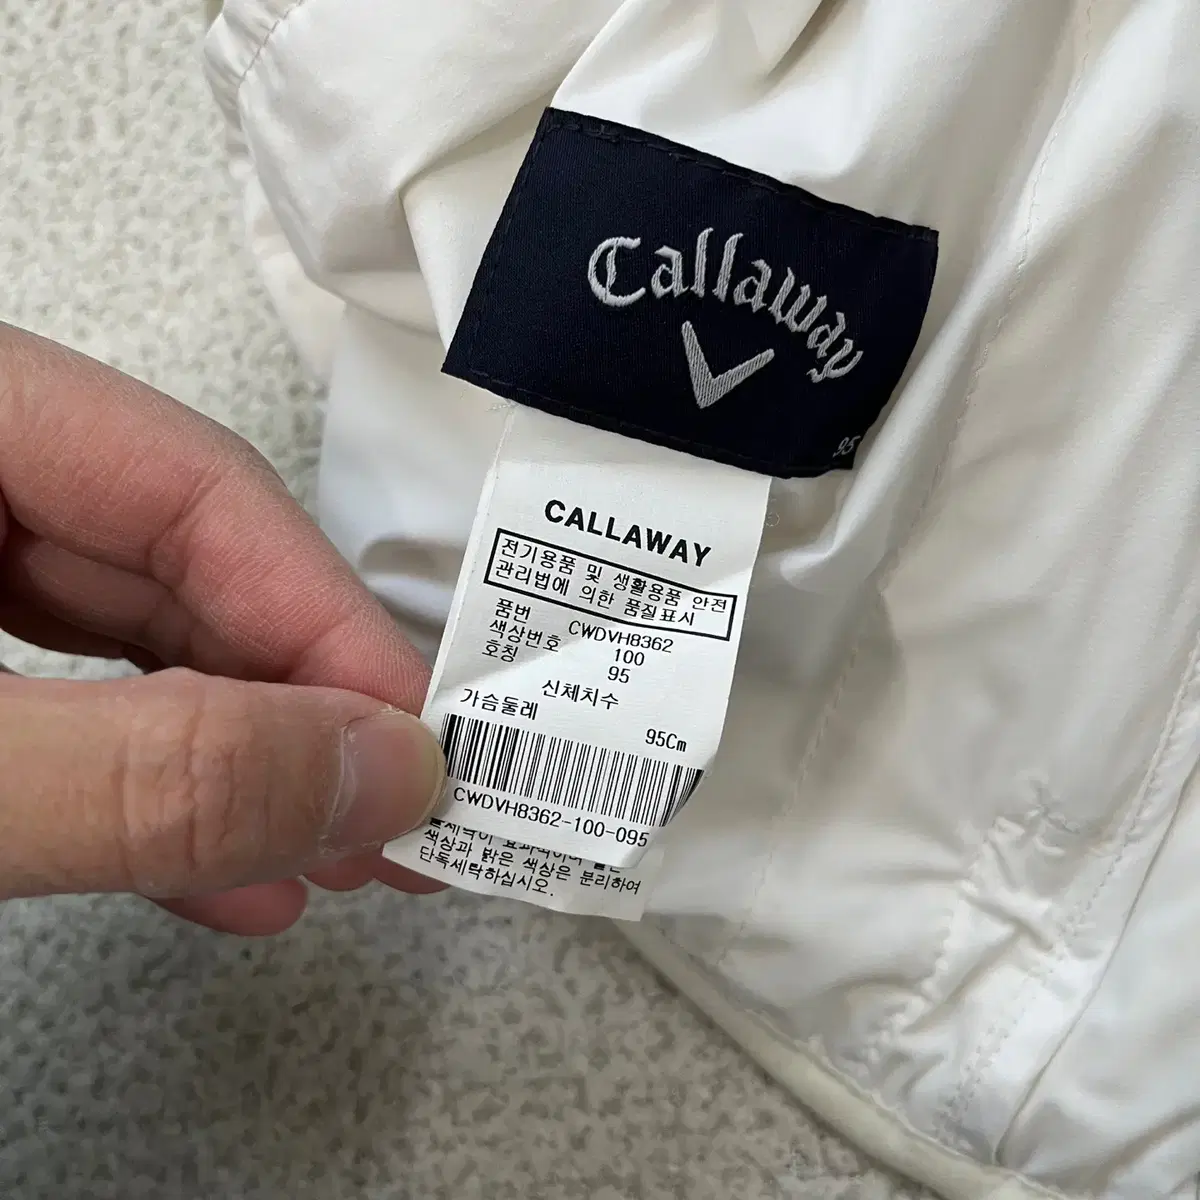 Callaway
95
CALLAWAY
전기용품 및 생활용품 안전
관리법에 의한 품질표시
품번 CWDVH8362
색상번호 100
호칭 95
신체치수
가슴둘레 95Cm
CWDVH8362-100-095
색상과 밝은 색상은 분리하여
단독세탁하십시오.